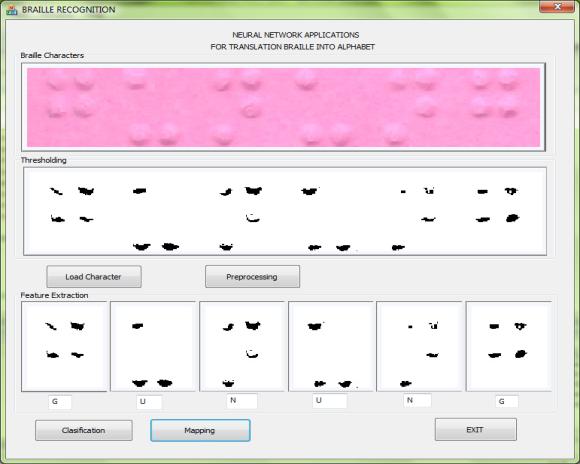 BRAILLE RECOGNITION
NEURAL NETWORK APPLICATIONS
FOR TRANSLATION BRAILLE INTO ALPHABET
Braille Characters
Thresholding
Load Character
Preprocessing
Feature Extraction
G U N U N G
Clasification
Mapping
EXIT